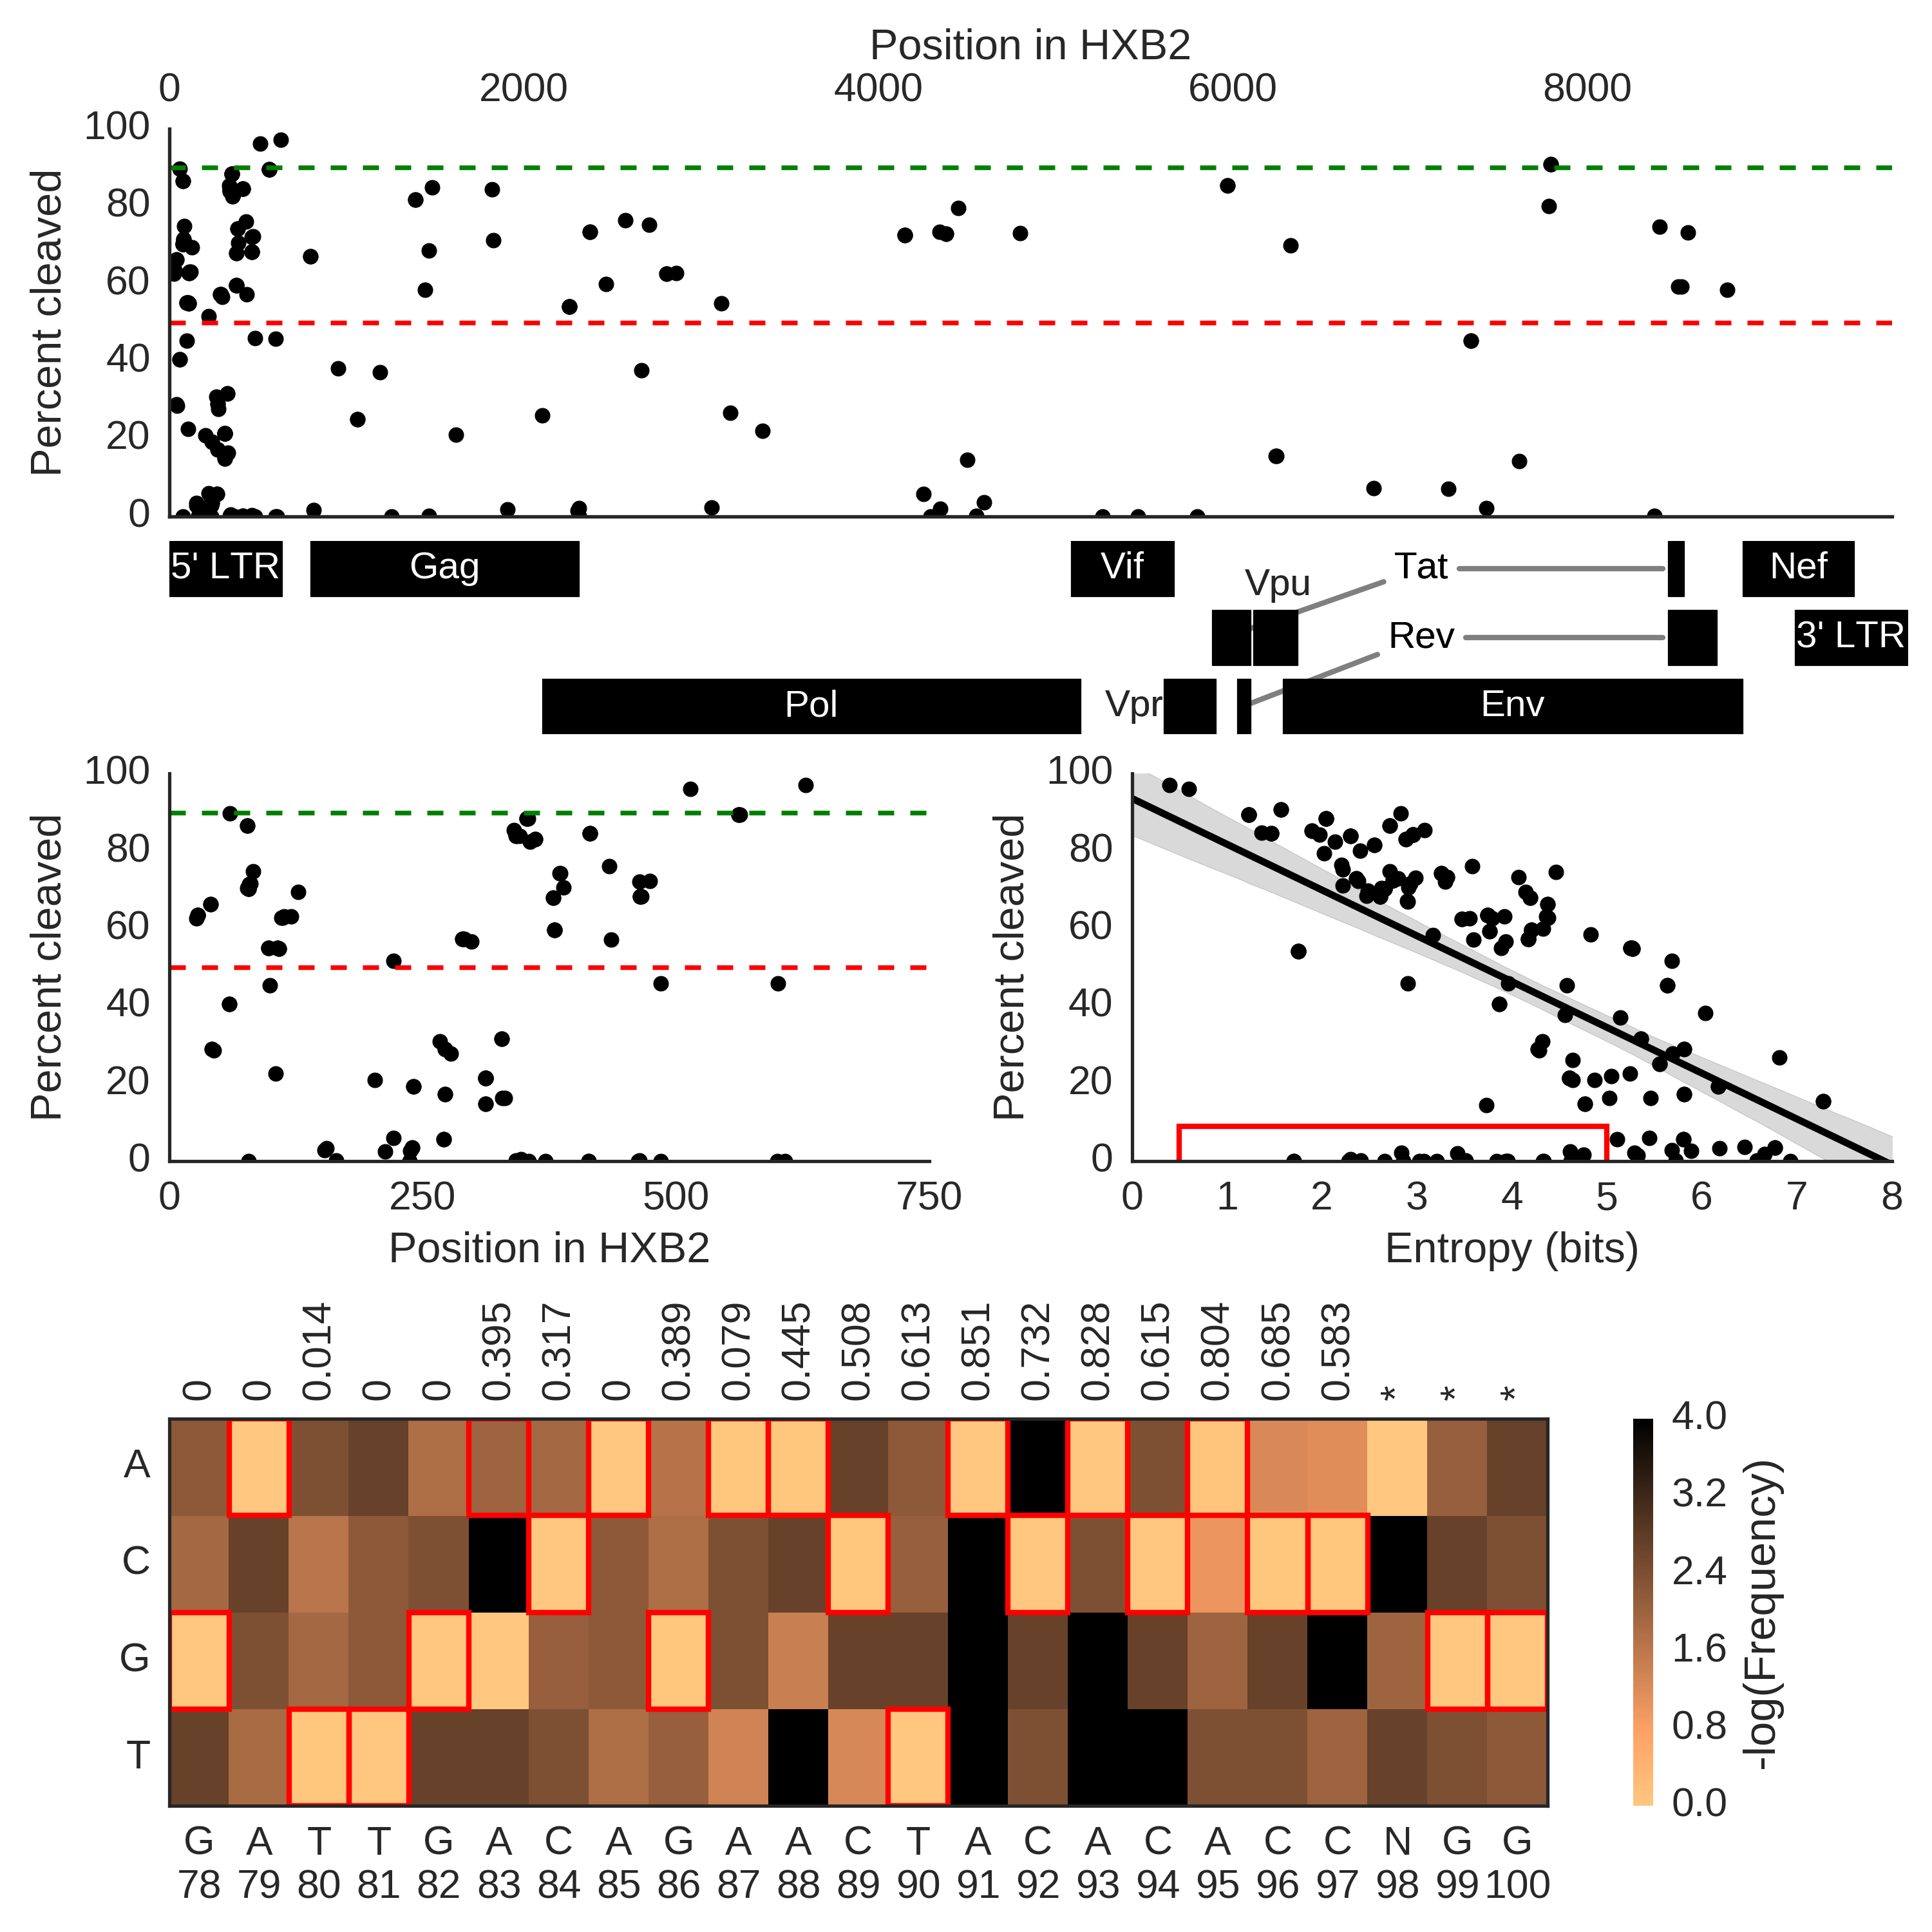 Position in HXB2
0 2000 4000 6000 8000
100
80
60
40
20
0
Percent cleaved
5' LTR Gag Vif Tat Nef
Vpu
Rev 3' LTR
Pol Vpr Env
100
80
60
40
20
0
Percent cleaved
0 250 500 750
Position in HXB2
100
80
60
40
20
0
Percent cleaved
0 1 2 3 4 5 6 7 8
Entropy (bits)
0 0 0.014 0 0 0.395 0.317 0 0.389 0.079 0.445 0.508 0.613 0.851 0.732 0.828 0.615 0.804 0.685 0.583 * * *
A
C
G
T
G A T T G A C A G A A C T A C A C A C C N G G
78 79 80 81 82 83 84 85 86 87 88 89 90 91 92 93 94 95 96 97 98 99 100
4.0
3.2
2.4
1.6
0.8
0.0
-log(Frequency)